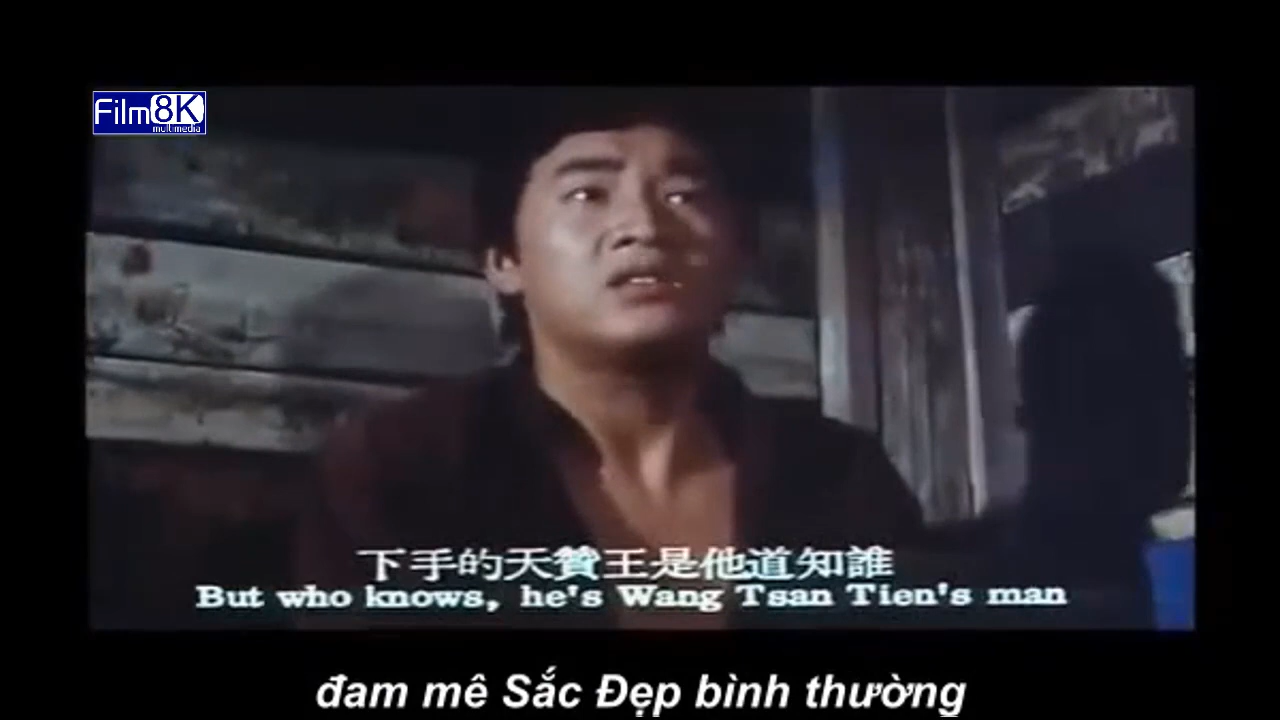 Film8K
multimedia
下手的天贊王是他道知誰
But who knows, he's Wang Tsan Tien's man
đam mê Sắc Đẹp bình thường